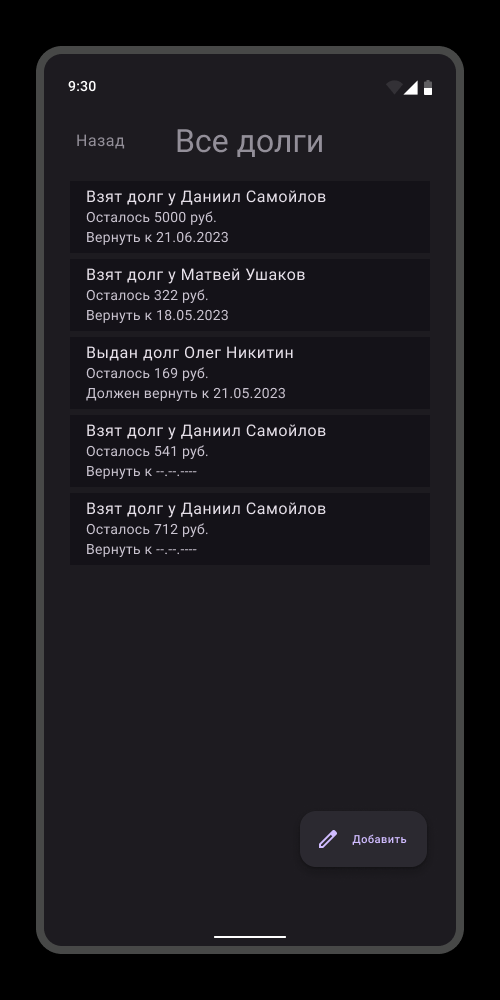 9:30
Назад
Все долги
Взят долг у Даниил Самойлов
Осталось 5000 руб.
Вернуть к 21.06.2023
Взят долг у Матвей Ушаков
Осталось 322 руб.
Вернуть к 18.05.2023
Выдан долг Олег Никитин
Осталось 169 руб.
Должен вернуть к 21.05.2023
Взят долг у Даниил Самойлов
Осталось 541 руб.
Вернуть к --.--.----
Взят долг у Даниил Самойлов
Осталось 712 руб.
Вернуть к --.--.----
Добавить